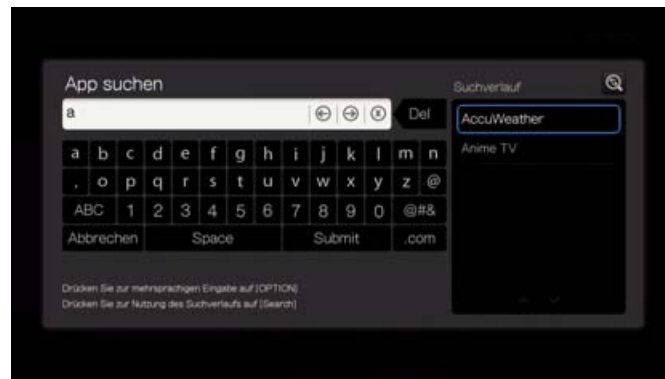 App suchen
a
Del
a b c d e f g h i j k l m n
. o p q r s t u v w x y z @
ABC 1 2 3 4 5 6 7 8 9 0 @#&
Abbrechen Space Submit .com
Drücken Sie zur mehrsprachigen Eingabe auf [OPTION]
Drücken Sie zur Nutzung des Suchverlaufs auf [Search]
Suchverlauf
AccuWeather
Anime TV